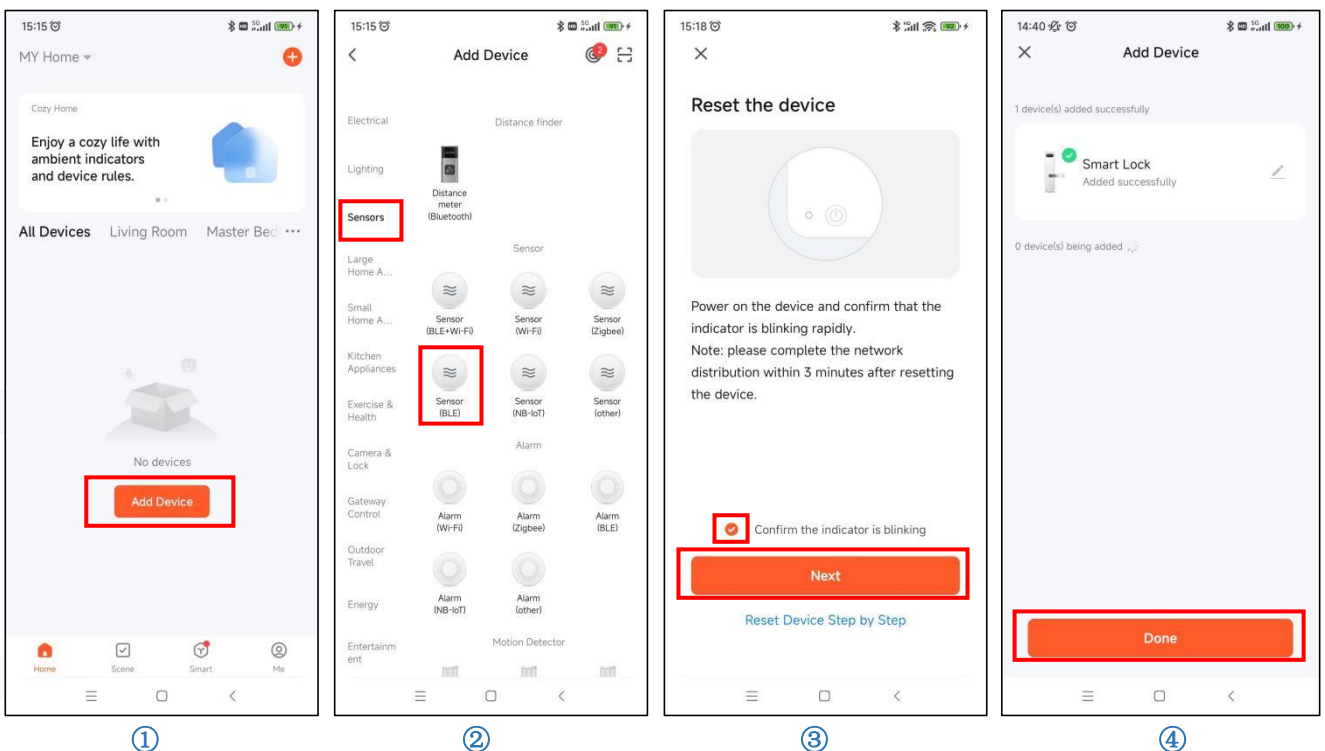 15:15
5G
91
MY Home
Cozy Home
Enjoy a cozy life with
ambient indicators
and device rules.
All Devices Living Room Master Bed ...
No devices
Add Device
Home Scene Smart Me
①
15:15
5G
91
Add Device
2
Electrical
Lighting
Sensors
Large
Home A...
Small
Home A...
Kitchen
Appliances
Exercise &
Health
Camera &
Lock
Gateway
Control
Outdoor
Travel
Energy
Entertainm
ent
Distance finder
Distance
meter
(Bluetooth)
Sensor
Sensor
(BLE+Wi-Fi)
Sensor
(Wi-Fi)
Sensor
(Zigbee)
Sensor
(BLE)
Sensor
(NB-IoT)
Sensor
(other)
Alarm
Alarm
(Wi-Fi)
Alarm
(Zigbee)
Alarm
(BLE)
Alarm
(NB-IoT)
Alarm
(other)
Motion Detector
②
15:18
92
Reset the device
Power on the device and confirm that the
indicator is blinking rapidly.
Note: please complete the network
distribution within 3 minutes after resetting
the device.
Confirm the indicator is blinking
Next
Reset Device Step by Step
③
14:40
5G
100
Add Device
1 device(s) added successfully
Smart Lock
Added successfully
0 device(s) being added
Done
④